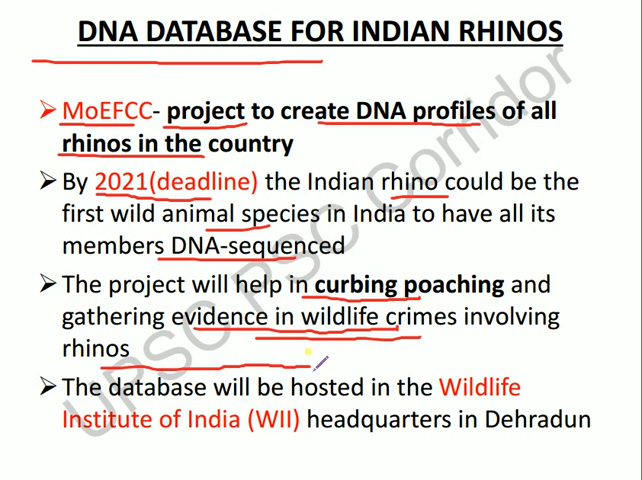 DNA DATABASE FOR INDIAN RHINOS
➢ MoEFCC- project to create DNA profiles of all
rhinos in the country
➢ By 2021(deadline) the Indian rhino could be the
first wild animal species in India to have all its
members DNA-sequenced
➢ The project will help in curbing poaching and
gathering evidence in wildlife crimes involving
rhinos
➢ The database will be hosted in the Wildlife
Institute of India (WII) headquarters in Dehradun
UPSC PSC Corridor